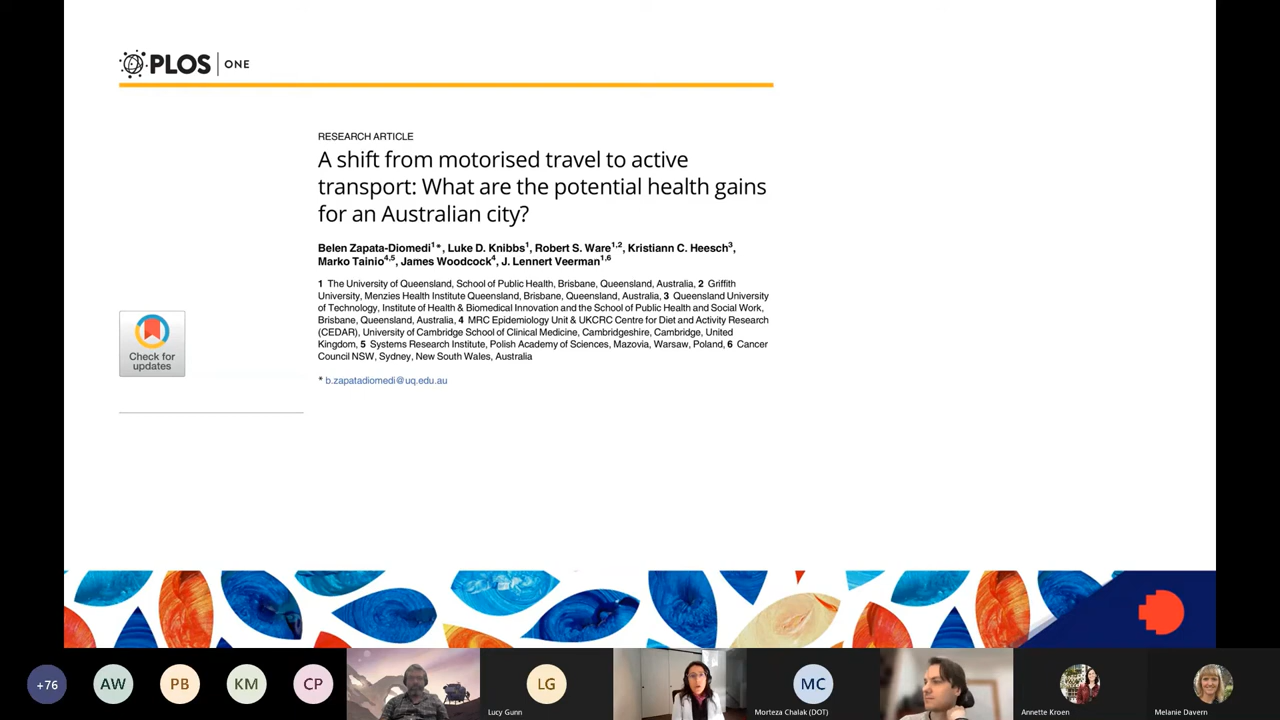 PLOS ONE
RESEARCH ARTICLE
A shift from motorised travel to active
transport: What are the potential health gains
for an Australian city?
Belen Zapata-Diomedi1*, Luke D. Knibbs1, Robert S. Ware1,2, Kristiann C. Heesch3,
Marko Tainio4,5, James Woodcock4, J. Lennert Veerman1,6
1 The University of Queensland, School of Public Health, Brisbane, Queensland, Australia, 2 Griffith
University, Menzies Health Institute Queensland, Brisbane, Queensland, Australia, 3 Queensland University
of Technology, Institute of Health & Biomedical Innovation and the School of Public Health and Social Work,
Brisbane, Queensland, Australia, 4 MRC Epidemiology Unit & UKCRC Centre for Diet and Activity Research
(CEDAR), University of Cambridge School of Clinical Medicine, Cambridgeshire, Cambridge, United
Kingdom, 5 Systems Research Institute, Polish Academy of Sciences, Mazovia, Warsaw, Poland, 6 Cancer
Council NSW, Sydney, New South Wales, Australia
Check for
updates
* b.zapatadiomedi@uq.edu.au
+76
AW
PB
KM
CP
LG
Lucy Gunn
MC
Morteza Chalak (DOT)
Annette Kroen
Melanie Davern